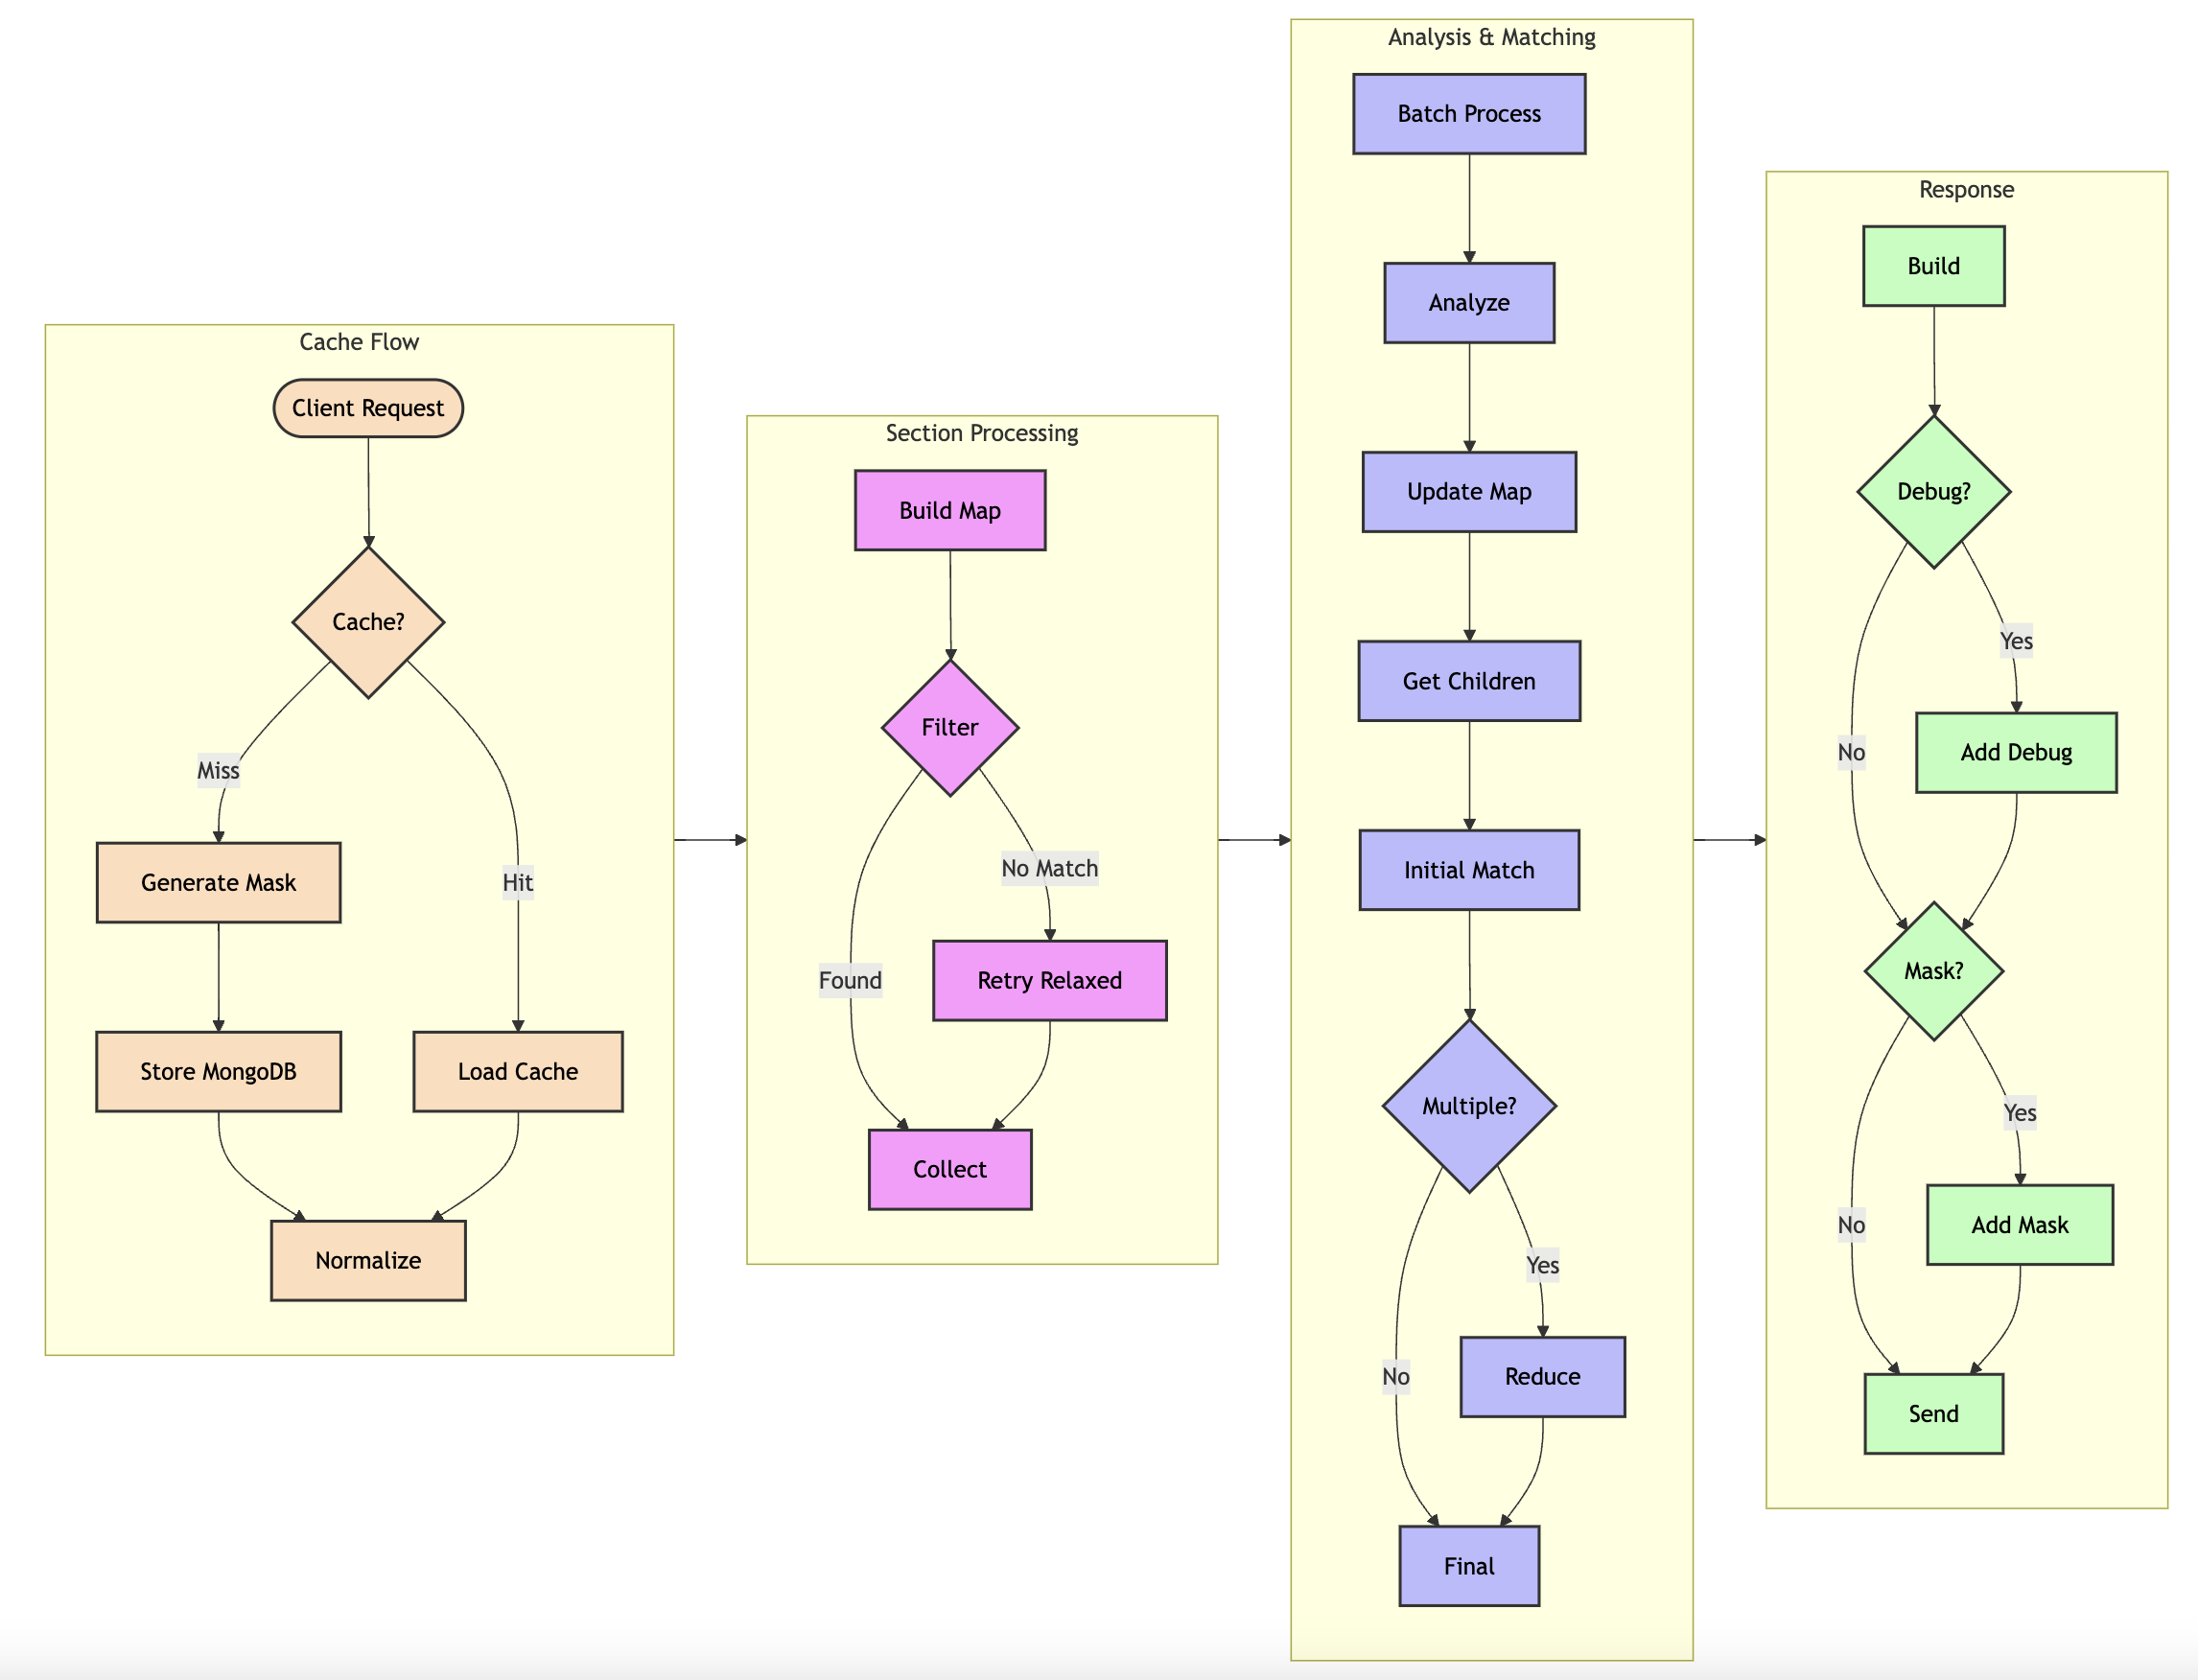 Cache Flow
Client Request
Cache?
Miss
Hit
Generate Mask
Store MongoDB
Load Cache
Normalize
Section Processing
Build Map
Filter
No Match
Found
Retry Relaxed
Collect
Analysis & Matching
Batch Process
Analyze
Update Map
Get Children
Initial Match
Multiple?
Yes
No
Reduce
Final
Response
Build
Debug?
Yes
No
Add Debug
Mask?
Yes
No
Add Mask
Send